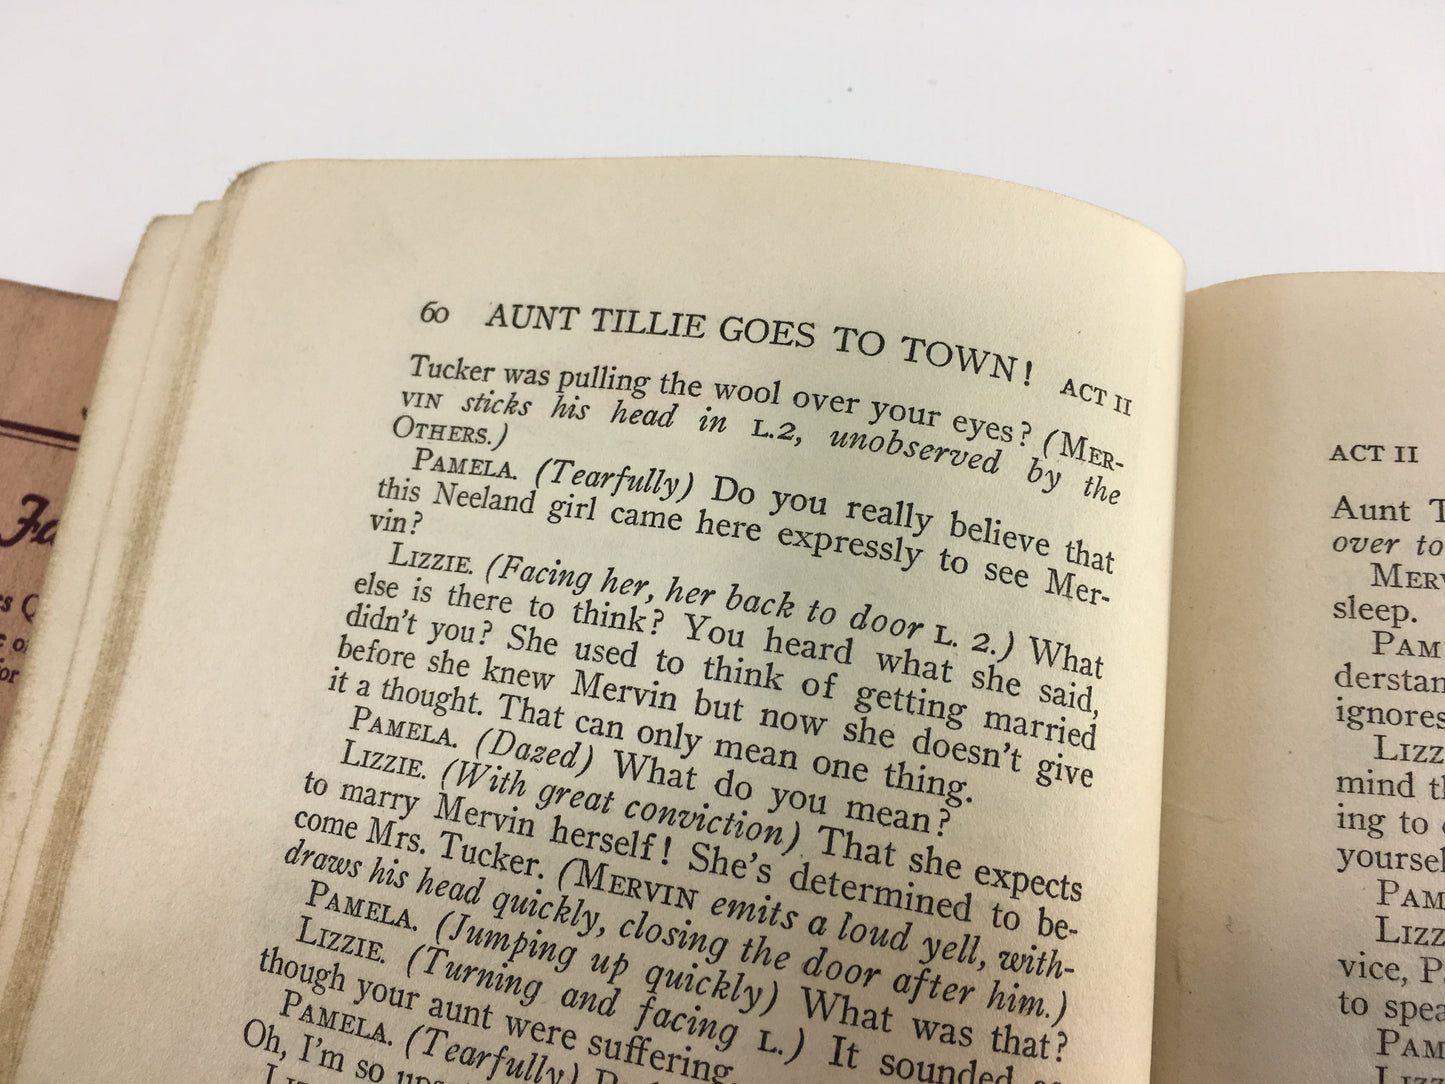 60 AUNT TILLIE GOES TO TOWN! ACT II
Tucker was pulling the wool over your eyes? (MER-
VIN sticks his head in L.2, unobserved by the
OTHERS.)
PAMELA. (Tearfully) Do you really believe that
this Neeland girl came here expressly to see Mer-
vin?
LIZZIE. (Facing her, her back to door L. 2.) What
else is there to think? You heard what she said,
didn't you? She used to think of getting married
before she knew Mervin but now she doesn't give
it a thought. That can only mean one thing.
PAMELA. (Dazed) What do you mean?
LIZZIE. (With great conviction) That she expects
to marry Mervin herself! She's determined to be-
come Mrs. Tucker. (MERVIN emits a loud yell, with-
draws his head quickly, closing the door after him.)
PAMELA. (Jumping up quickly) What was that?
LIZZIE. (Turning and facing L.) It sounded
though your aunt were suffering.
PAMELA. (Tearfully)
Oh, I'm so
ACT II
Aunt
over to
MERV
sleep.
PAM
derstan
ignores
LIZZ
mind
ing to
yoursel
PAM
LIZZ
vice, P
to spea
PAM
for